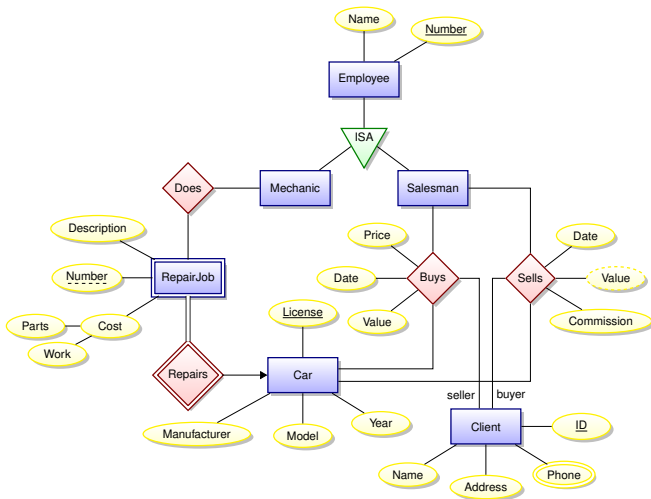 Name
Number
Employee
ISA
Does
Mechanic
Salesman
Description
Price
Date
Number
RepairJob
Date
Buys
Sells
Value
Parts
Cost
License
Value
Commission
Work
Repairs
Car
seller
buyer
Manufacturer
Model
Year
Client
ID
Name
Address
Phone